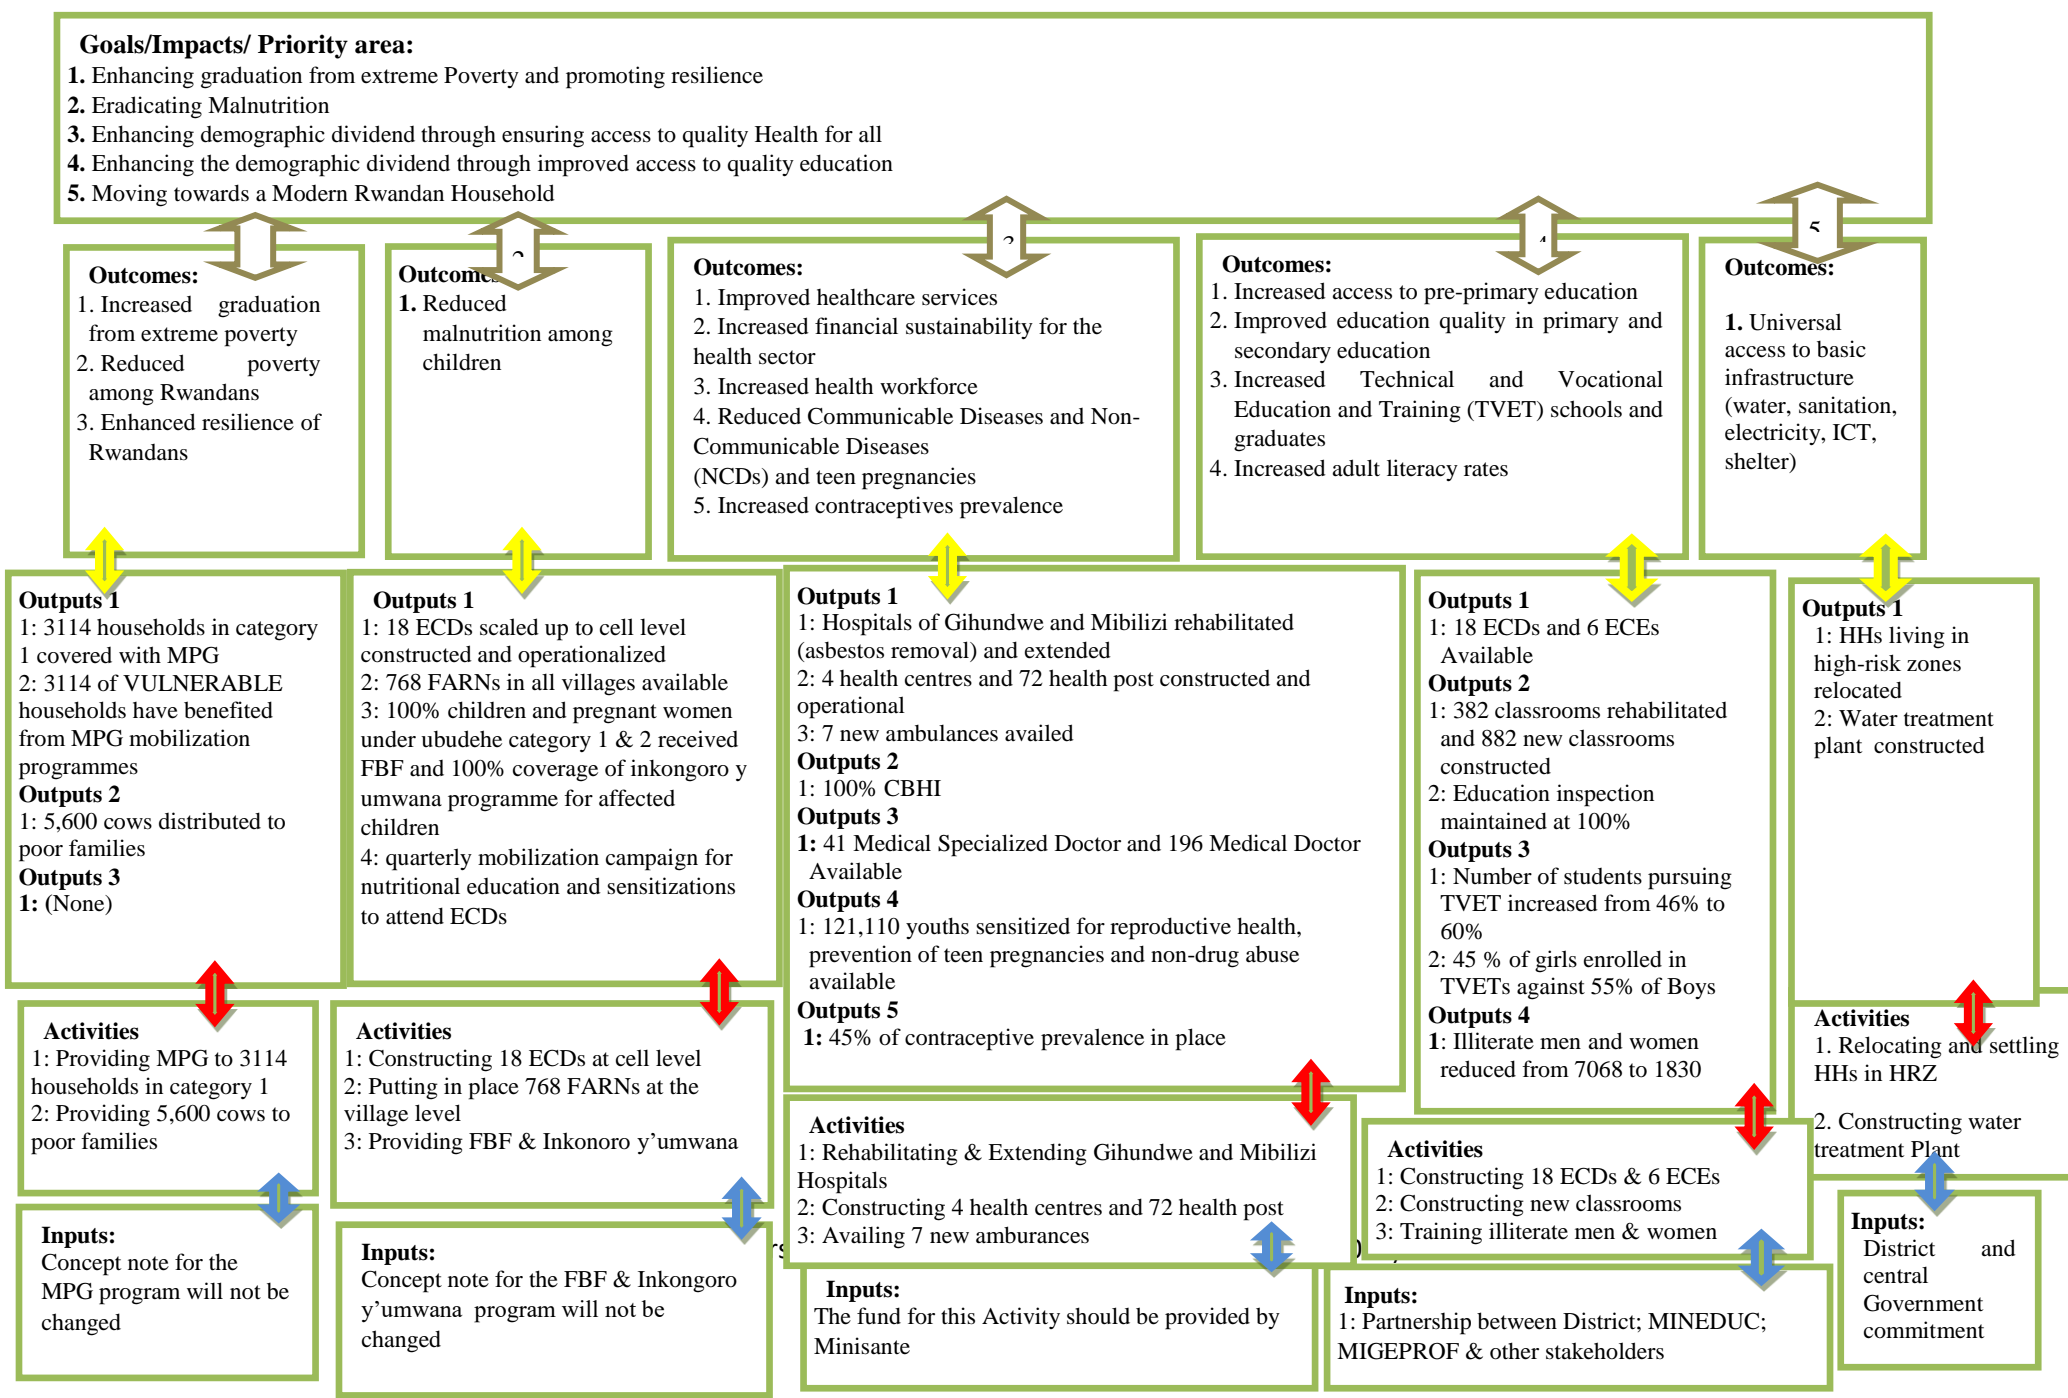 Goals/Impacts/ Priority area:
1. Enhancing graduation from extreme Poverty and promoting resilience
2. Eradicating Malnutrition
3. Enhancing demographic dividend through ensuring access to quality Health for all
4. Enhancing the demographic dividend through improved access to quality education
5. Moving towards a Modern Rwandan Household
Outcomes:
1. Increased graduation
from extreme poverty
2. Reduced poverty
among Rwandans
3. Enhanced resilience of
Rwandans
2
Outcomes
1. Reduced
malnutrition among
children
3
Outcomes:
1. Improved healthcare services
2. Increased financial sustainability for the
health sector
3. Increased health workforce
4. Reduced Communicable Diseases and Non-
Communicable Diseases
(NCDs) and teen pregnancies
5. Increased contraceptives prevalence
4
Outcomes:
1. Increased access to pre-primary education
2. Improved education quality in primary and
secondary education
3. Increased Technical and Vocational
Education and Training (TVET) schools and
graduates
4. Increased adult literacy rates
5
Outcomes:
1. Universal
access to basic
infrastructure
(water, sanitation,
electricity, ICT,
shelter)
Outputs 1
1: 3114 households in category
1 covered with MPG
2: 3114 of VULNERABLE
households have benefited
from MPG mobilization
programmes
Outputs 2
1: 5,600 cows distributed to
poor families
Outputs 3
1: (None)
Outputs 1
1: 18 ECDs scaled up to cell level
constructed and operationalized
2: 768 FARNs in all villages available
3: 100% children and pregnant women
under ubudehe category 1 & 2 received
FBF and 100% coverage of inkongoro y
umwana programme for affected
children
4: quarterly mobilization campaign for
nutritional education and sensitizations
to attend ECDs
Outputs 1
1: Hospitals of Gihundwe and Mibilizi rehabilitated
(asbestos removal) and extended
2: 4 health centres and 72 health post constructed and
operational
3: 7 new ambulances availed
Outputs 2
1: 100% CBHI
Outputs 3
1: 41 Medical Specialized Doctor and 196 Medical Doctor
Available
Outputs 4
1: 121,110 youths sensitized for reproductive health,
prevention of teen pregnancies and non-drug abuse
available
Outputs 5
1: 45% of contraceptive prevalence in place
Outputs 1
1: 18 ECDs and 6 ECEs
Available
Outputs 2
1: 382 classrooms rehabilitated
and 882 new classrooms
constructed
2: Education inspection
maintained at 100%
Outputs 3
1: Number of students pursuing
TVET increased from 46% to
60%
2: 45 % of girls enrolled in
TVETs against 55% of Boys
Outputs 4
1: Illiterate men and women
reduced from 7068 to 1830
Outputs 1
1: HHs living in
high-risk zones
relocated
2: Water treatment
plant constructed
Activities
1: Providing MPG to 3114
households in category 1
2: Providing 5,600 cows to
poor families
Activities
1: Constructing 18 ECDs at cell level
2: Putting in place 768 FARNs at the
village level
3: Providing FBF & Inkonoro y’umwana
Activities
1: Rehabilitating & Extending Gihundwe and Mibilizi
Hospitals
2: Constructing 4 health centres and 72 health post
3: Availing 7 new amburances
Activities
1: Constructing 18 ECDs & 6 ECEs
2: Constructing new classrooms
3: Training illiterate men & women
Activities
1. Relocating and settling
HHs in HRZ
2. Constructing water
treatment Plant
Inputs:
Concept note for the
MPG program will not be
changed
Inputs:
Concept note for the FBF & Inkongoro
y’umwana program will not be
changed
Inputs:
The fund for this Activity should be provided by
Minisante
Inputs:
1: Partnership between District; MINEDUC;
MIGEPROF & other stakeholders
Inputs:
District and
central
Government
commitment